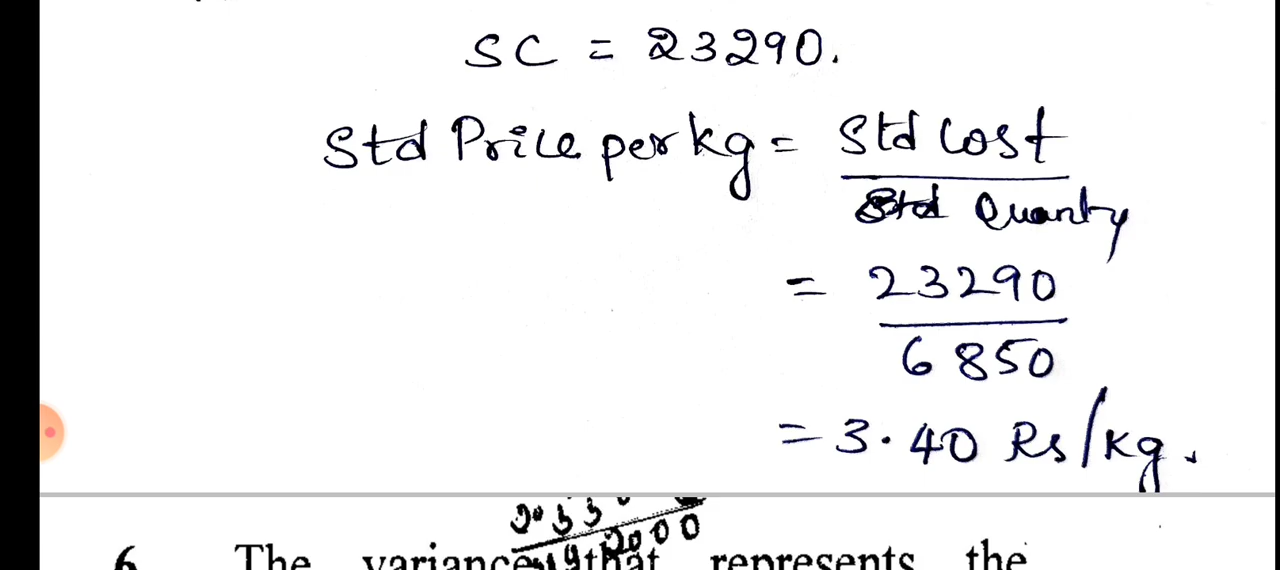 SC = 23290.
Std Price per kg = Std Cost
Std Quanty
= 23290
6850
= 3.40 Rs/kg.
2000
6 The variance that represents the